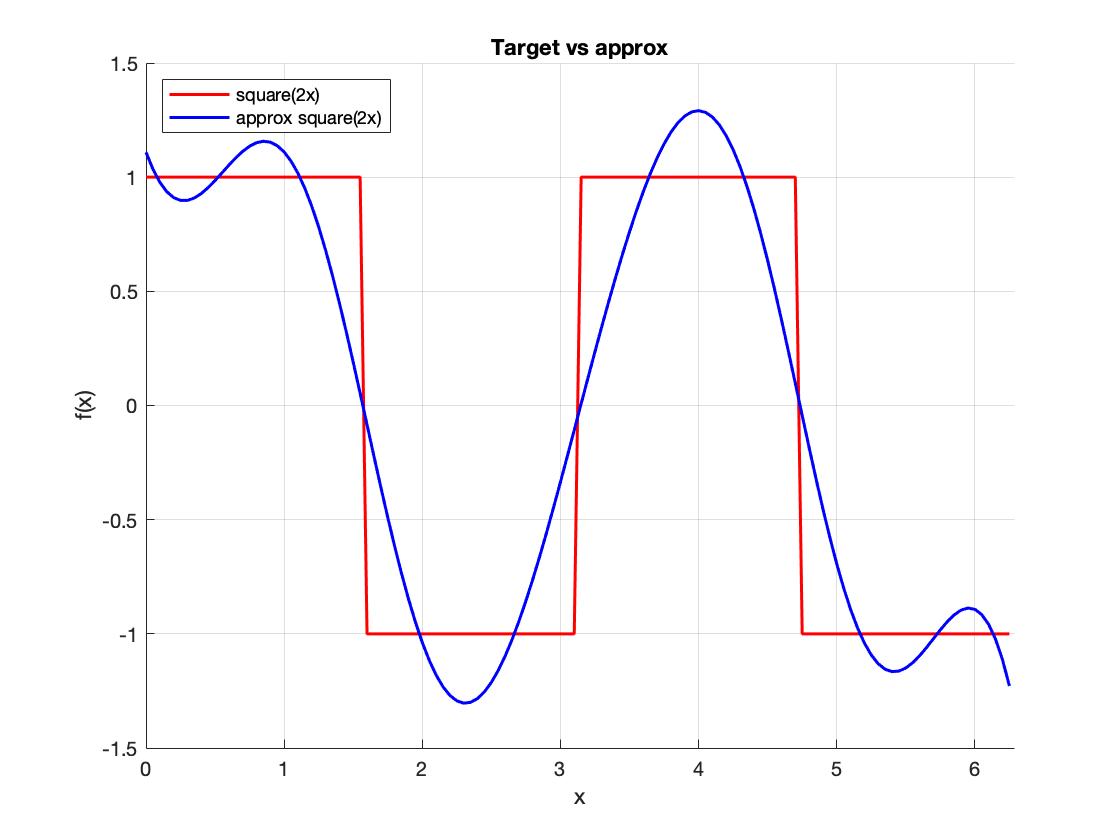 Target vs approx
square(2x)
approx square(2x)
1.5
1
0.5
0
-0.5
-1
-1.5
f(x)
0 1 2 3 4 5 6
x